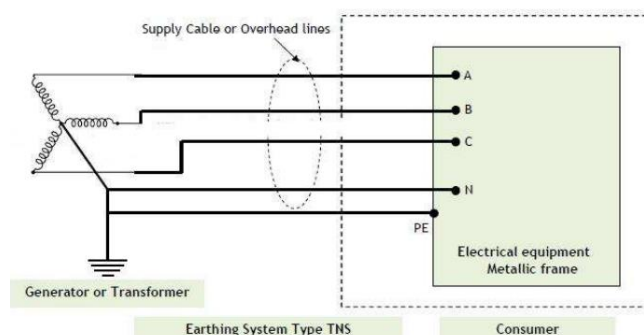 Supply Cable or Overhead lines
A
B
C
N
PE
Electrical equipment
Metallic frame
Generator or Transformer
Earthing System Type TNS
Consumer